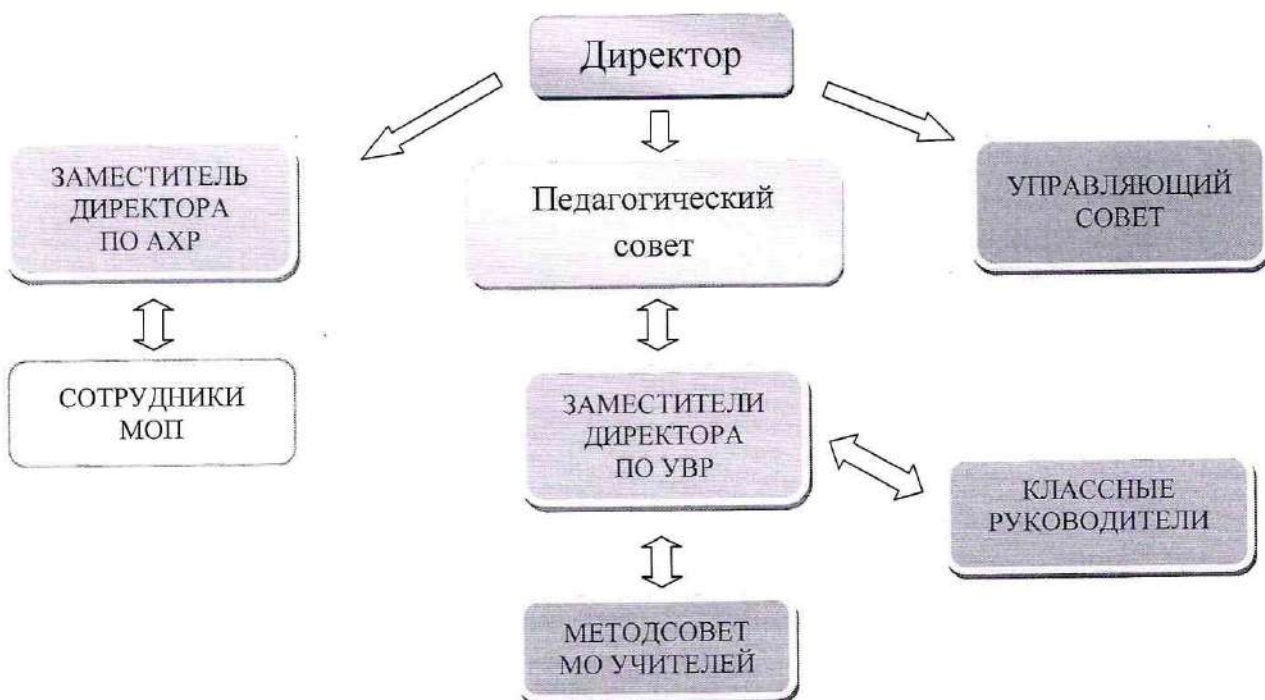 Директор
ЗАМЕСТИТЕЛЬ
ДИРЕКТОРА
ПО АХР
Педагогический
совет
УПРАВЛЯЮЩИЙ
СОВЕТ
СОТРУДНИКИ
МОП
ЗАМЕСТИТЕЛИ
ДИРЕКТОРА
ПО УВР
КЛАССНЫЕ
РУКОВОДИТЕЛИ
МЕТОДСОВЕТ
МО УЧИТЕЛЕЙ